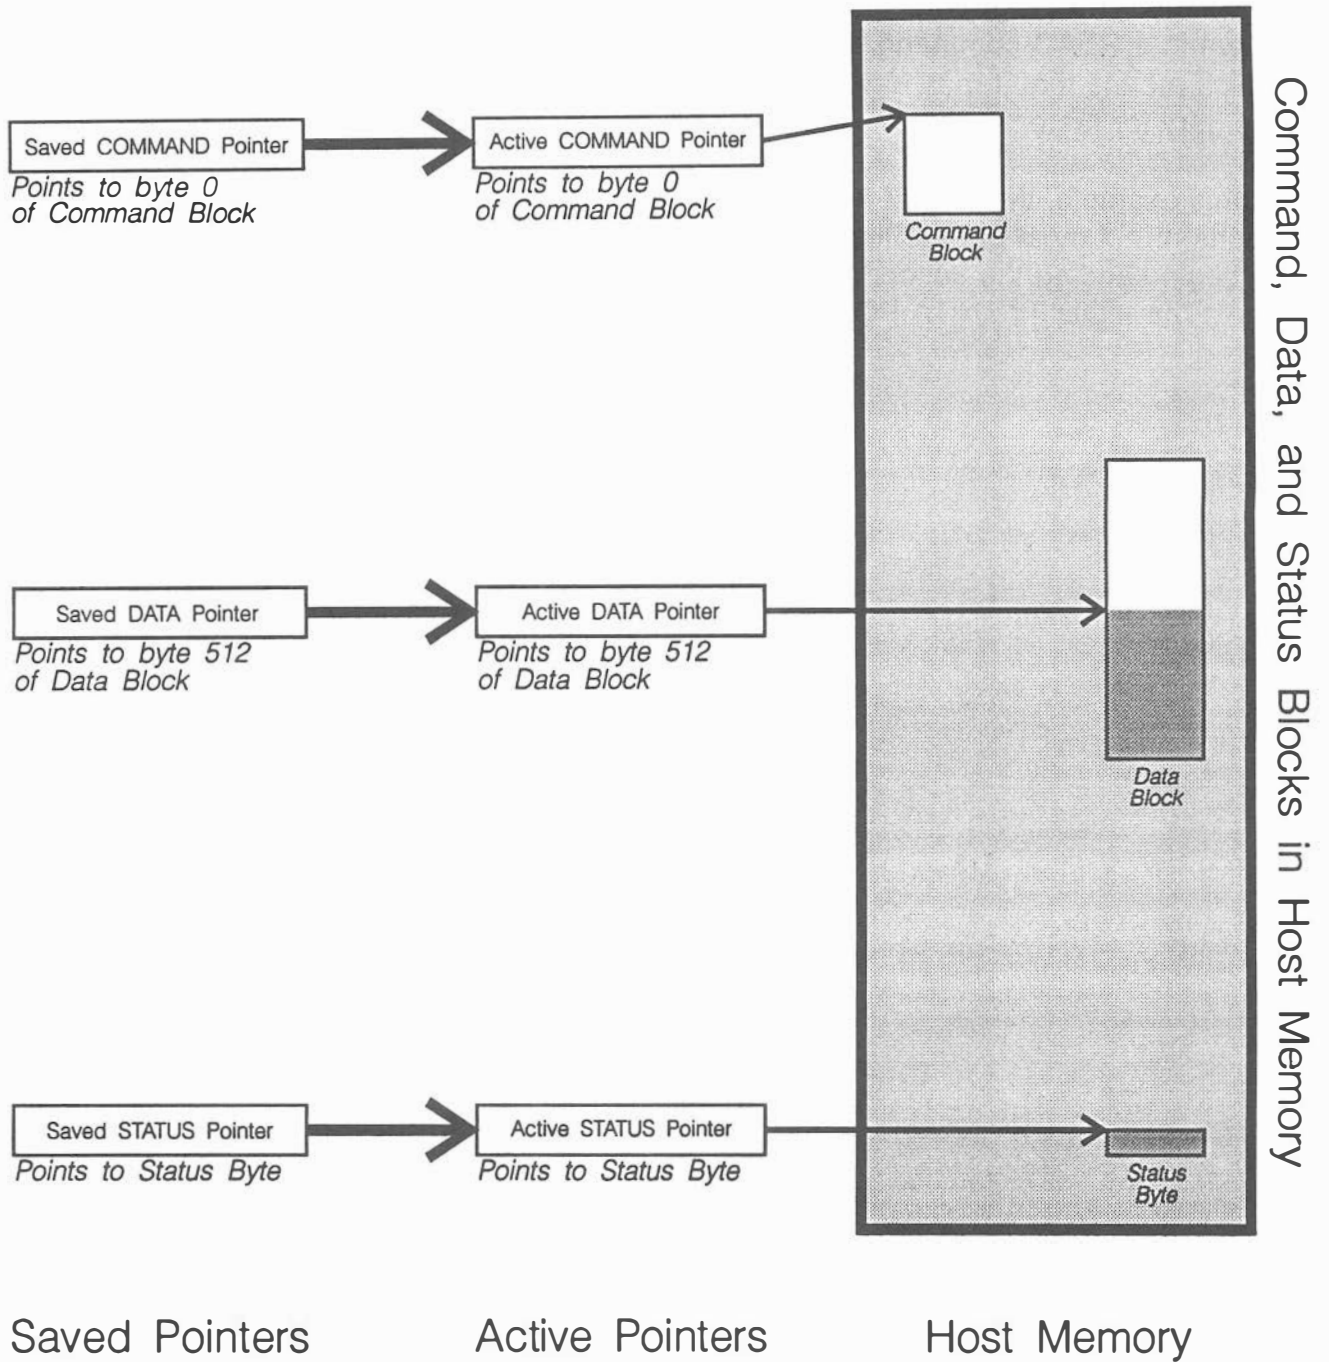 Saved COMMAND Pointer
Points to byte 0
of Command Block
Active COMMAND Pointer
Points to byte 0
of Command Block
Command
Block
Saved DATA Pointer
Points to byte 512
of Data Block
Active DATA Pointer
Points to byte 512
of Data Block
Data
Block
Saved STATUS Pointer
Points to Status Byte
Active STATUS Pointer
Points to Status Byte
Status
Byte
Command, Data, and Status Blocks in Host Memory
Saved Pointers
Active Pointers
Host Memory